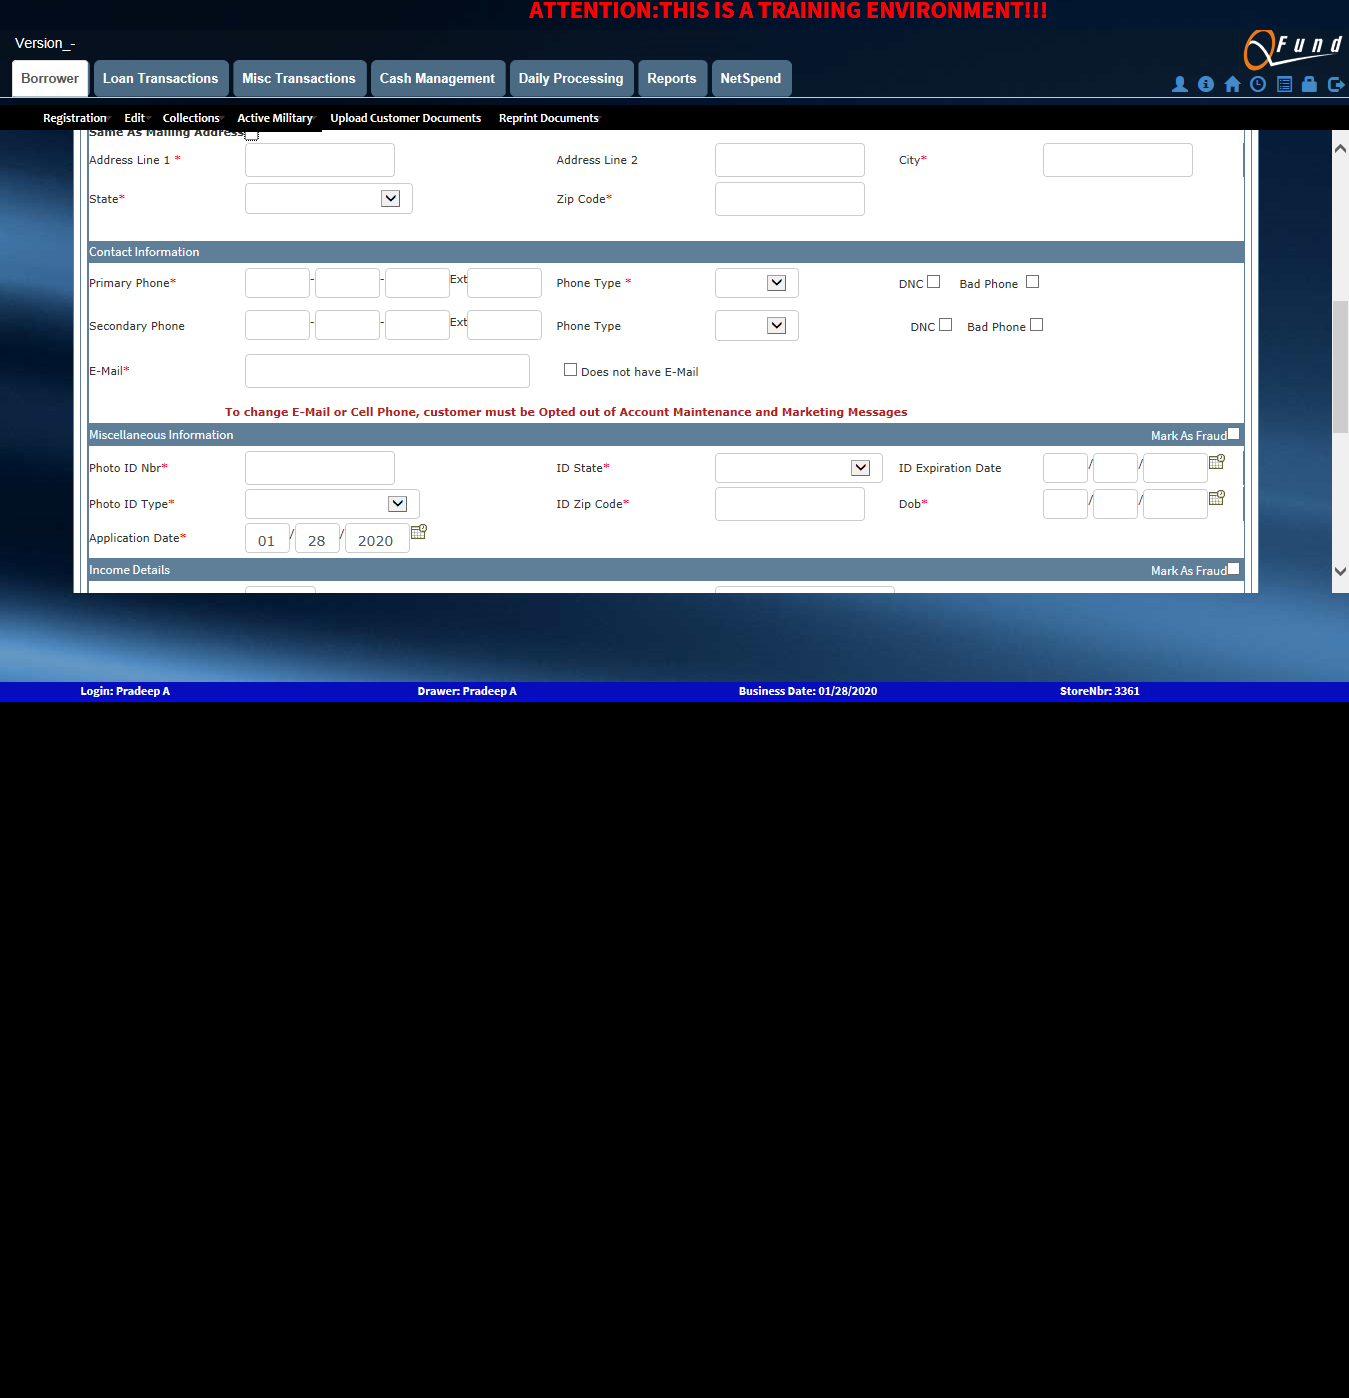 ATTENTION:THIS IS A TRAINING ENVIRONMENT!!!
Version_-
QFund
Borrower Loan Transactions Misc Transactions Cash Management Daily Processing Reports NetSpend
Registration Edit Collections Active Military Upload Customer Documents Reprint Documents
Same As Mailing Address
Address Line 1 * Address Line 2 City*
State* Zip Code*
Contact Information
Primary Phone* - - Ext Phone Type * DNC Bad Phone
Secondary Phone - - Ext Phone Type DNC Bad Phone
E-Mail* Does not have E-Mail
To change E-Mail or Cell Phone, customer must be Opted out of Account Maintenance and Marketing Messages
Miscellaneous Information Mark As Fraud
Photo ID Nbr* ID State* ID Expiration Date / /
Photo ID Type* ID Zip Code* Dob* / /
Application Date* 01 / 28 / 2020
Income Details Mark As Fraud
Login: Pradeep A Drawer: Pradeep A Business Date: 01/28/2020 StoreNbr: 3361